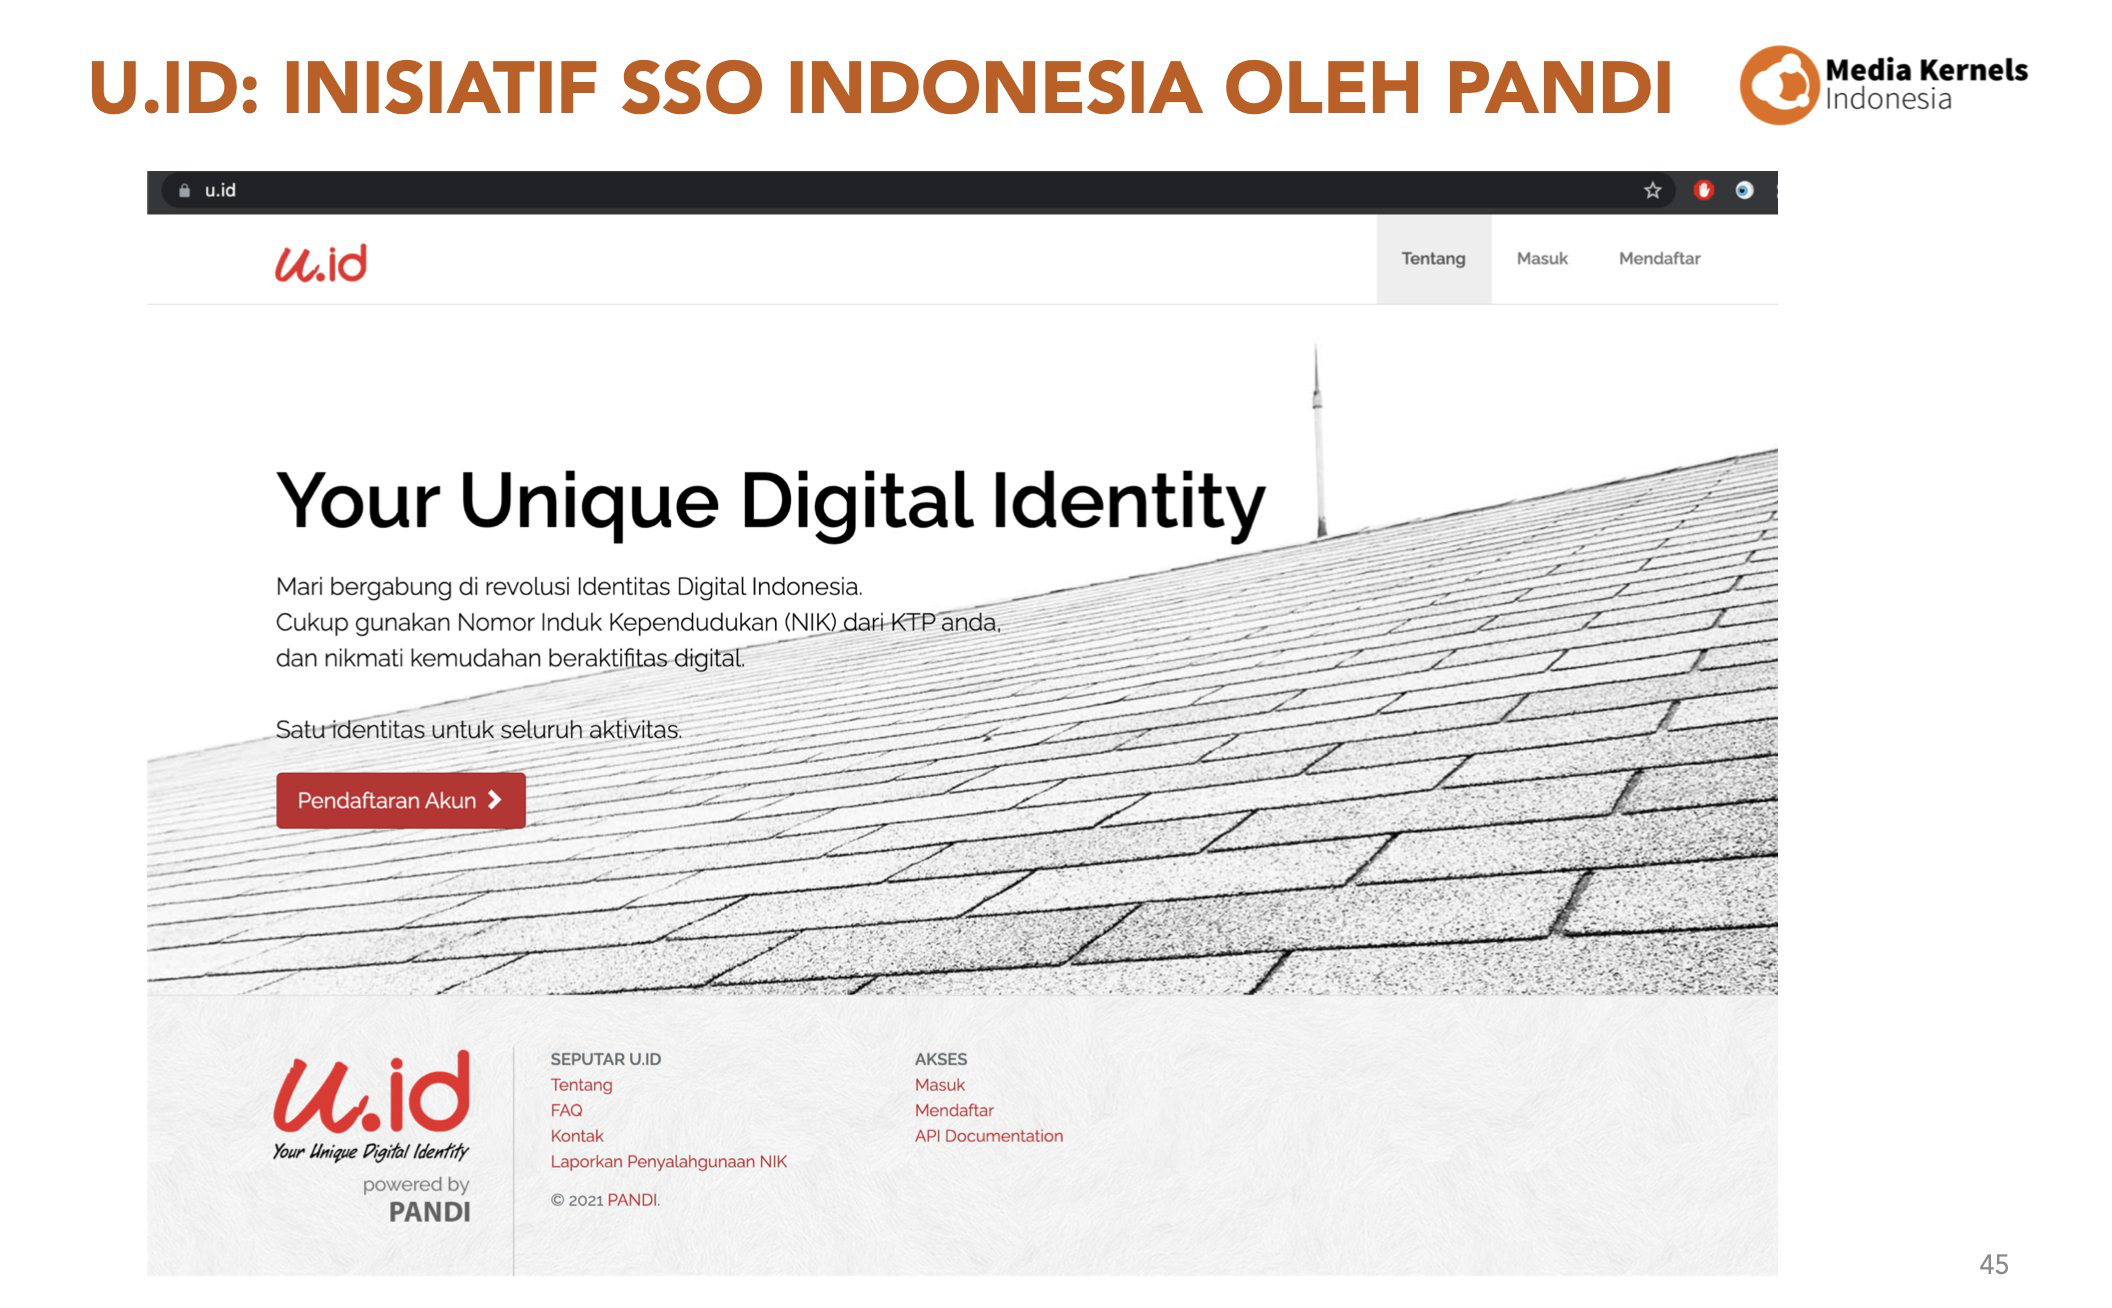 U.ID: INISIATIF SSO INDONESIA OLEH PANDI
Media Kernels
Indonesia
u.id
u.id
Tentang
Masuk
Mendaftar
Your Unique Digital Identity
Mari bergabung di revolusi Identitas Digital Indonesia.
Cukup gunakan Nomor Induk Kependudukan (NIK) dari KTP anda,
dan nikmati kemudahan beraktifitas digital.
Satu identitas untuk seluruh aktivitas.
Pendaftaran Akun
u.id
Your Unique Digital Identity
powered by
PANDI
SEPUTAR U.ID
Tentang
FAQ
Kontak
Laporkan Penyalahgunaan NIK
© 2021 PANDI.
AKSES
Masuk
Mendaftar
API Documentation
45